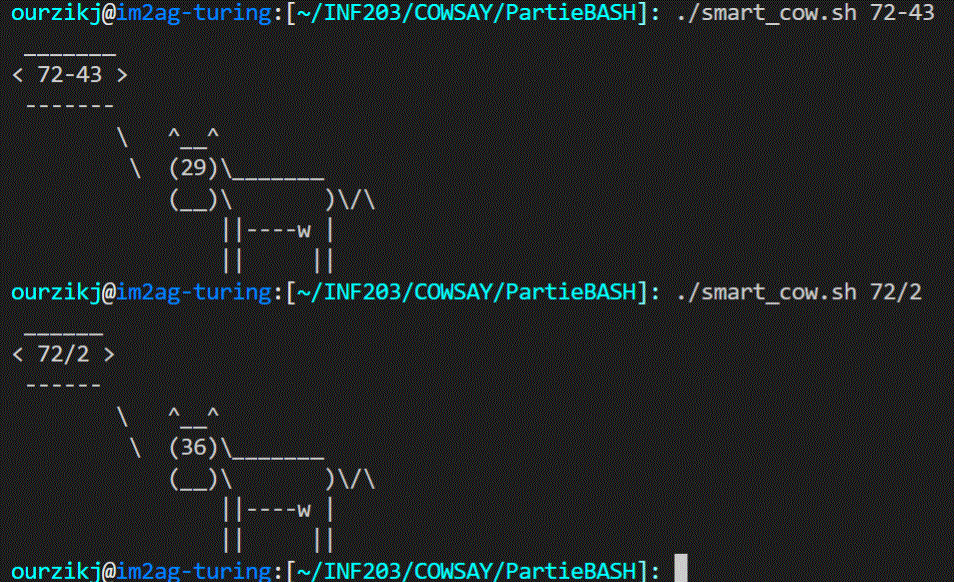 ourzikj@im2ag-turing:[~/INF203/COWSAY/PartieBASH]: ./smart_cow.sh 72-43
 _______
< 72-43 >
 -------
        \   ^__^
         \  (29)\_______
            (__)\       )\/\
                ||----w |
                ||     ||
ourzikj@im2ag-turing:[~/INF203/COWSAY/PartieBASH]: ./smart_cow.sh 72/2
 ______
< 72/2 >
 ------
        \   ^__^
         \  (36)\_______
            (__)\       )\/\
                ||----w |
                ||     ||
ourzikj@im2ag-turing:[~/INF203/COWSAY/PartieBASH]: